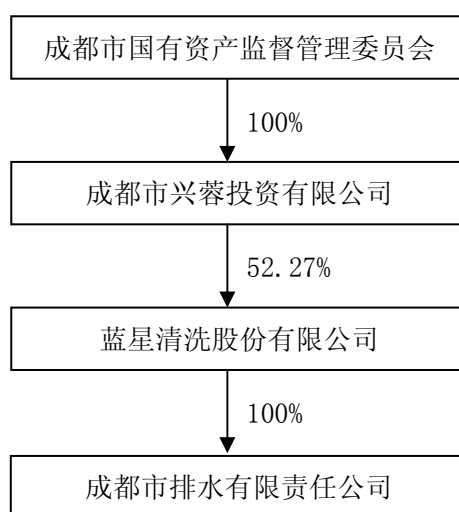 成都市国有资产监督管理委员会
100%
成都市兴蓉投资有限公司
52.27%
蓝星清洗股份有限公司
100%
成都市排水有限责任公司